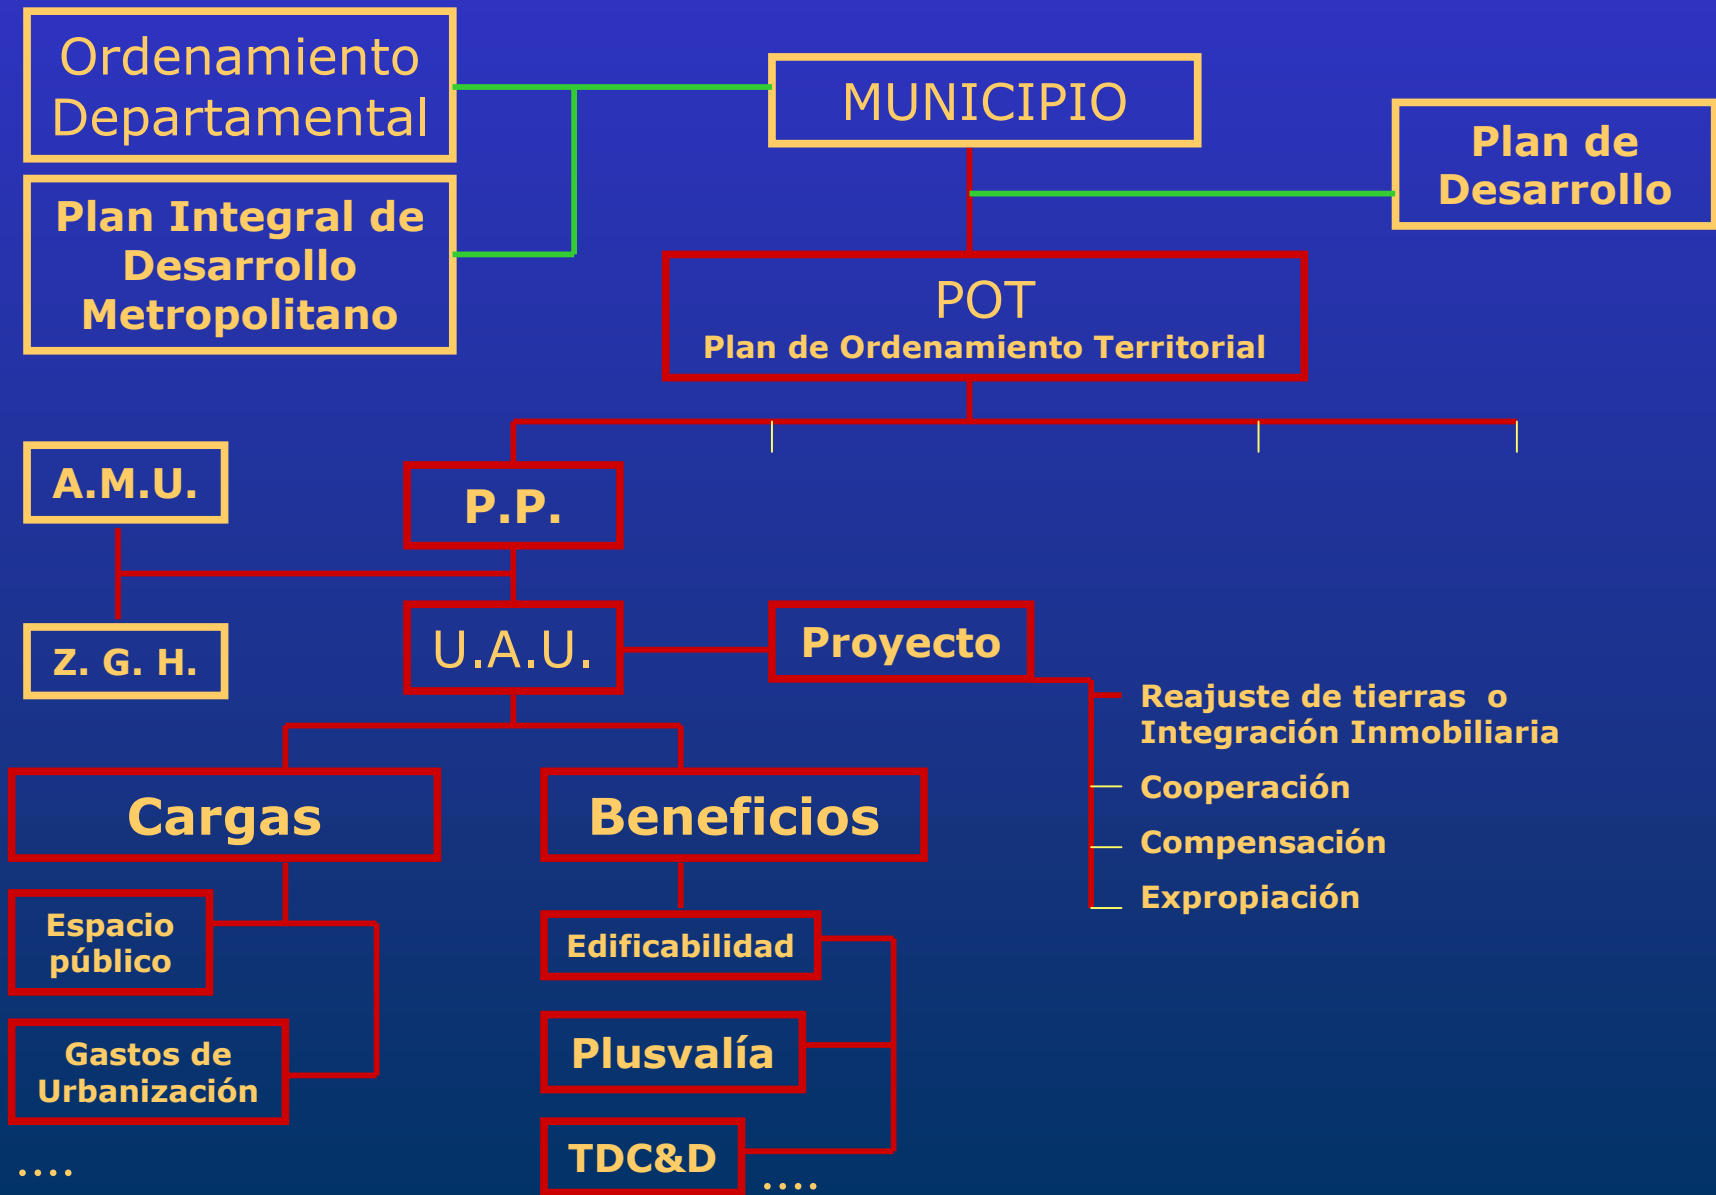 Ordenamiento
Departamental
MUNICIPIO
Plan de
Desarrollo
Plan Integral de
Desarrollo
Metropolitano
POT
Plan de Ordenamiento Territorial
A.M.U.
P.P.
Z. G. H.
U.A.U.
Proyecto
Reajuste de tierras o
Integración Inmobiliaria
Cooperación
Compensación
Expropiación
Cargas
Beneficios
Espacio
público
Edificabilidad
Gastos de
Urbanización
Plusvalía
TDC&D
....
....